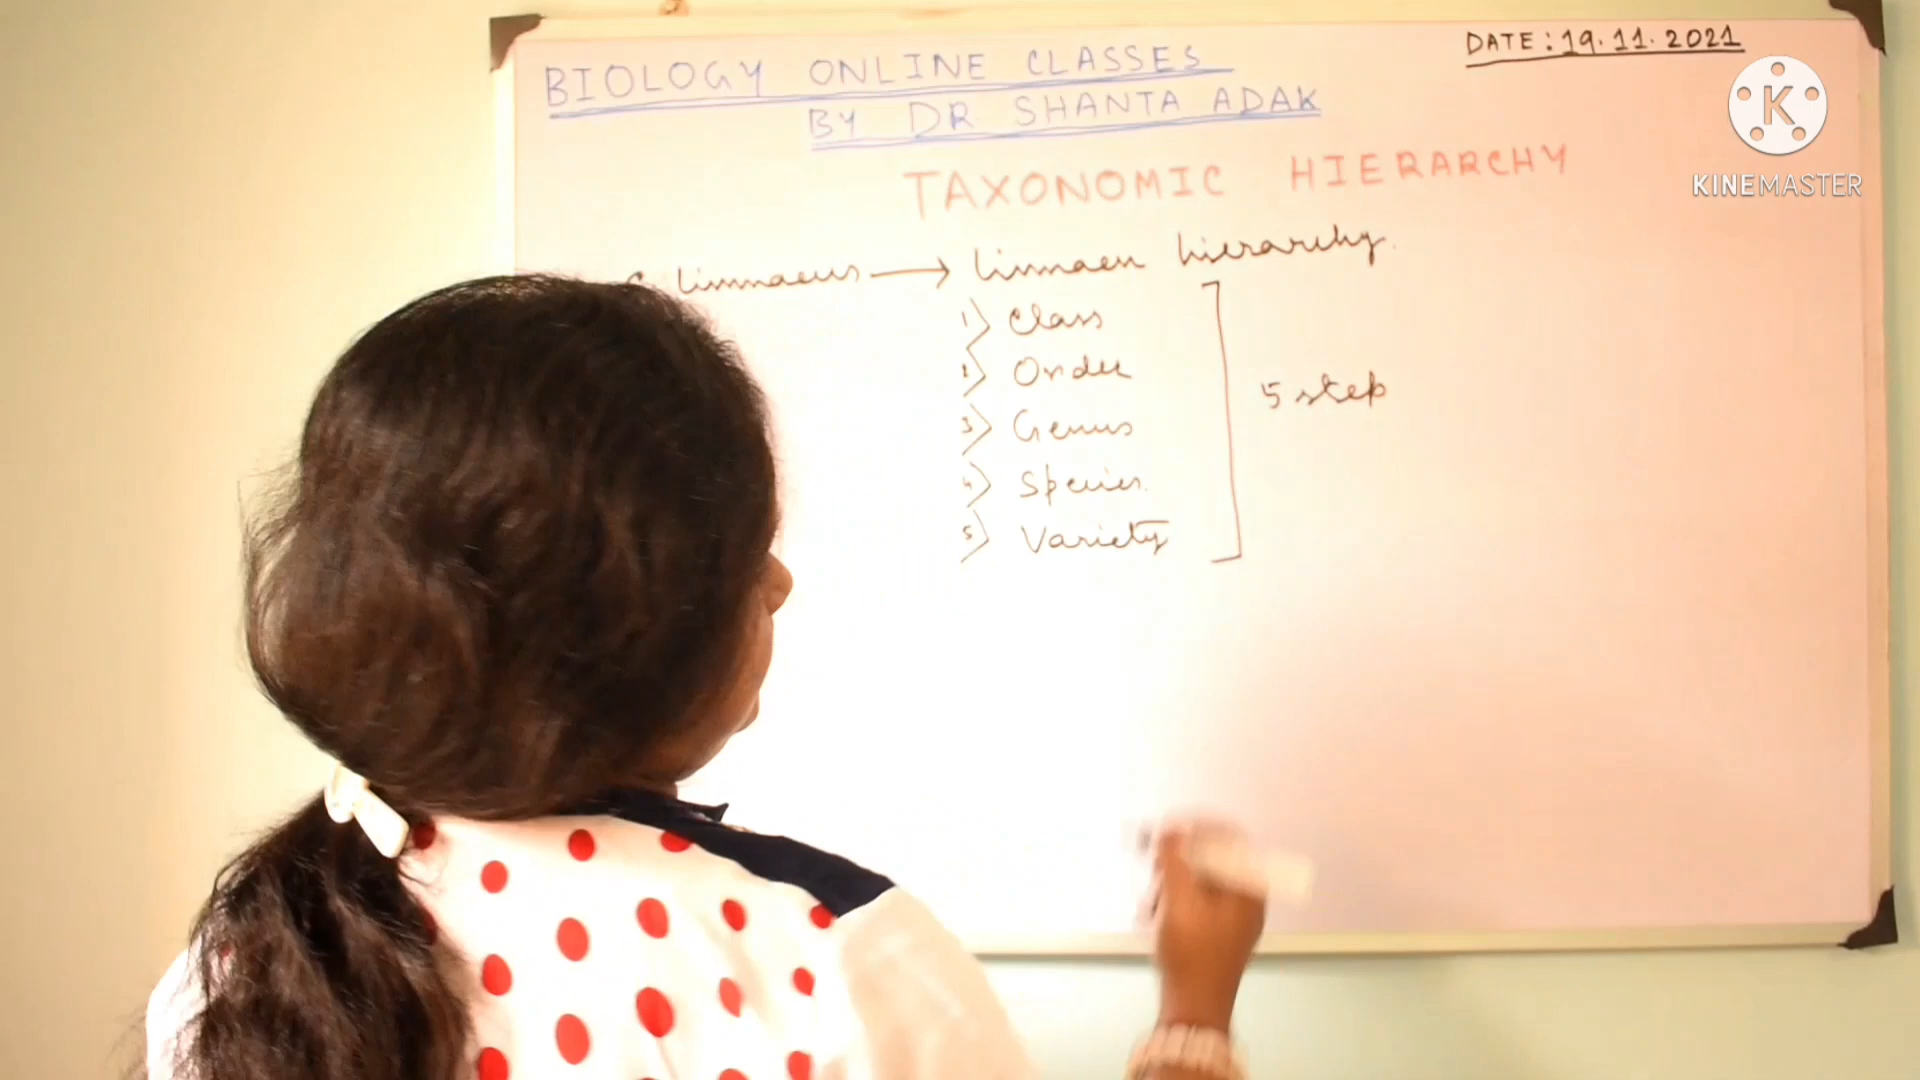 BIOLOGY ONLINE CLASSES
BY DR SHANTA ADAK
DATE: 19.11.2021
KINEMASTER
TAXONOMIC HIERARCHY
C Linnaeus → Linnaen hierarchy.
1) Class
2) Order
3) Genus
4) Species.
5) Variety
5 step